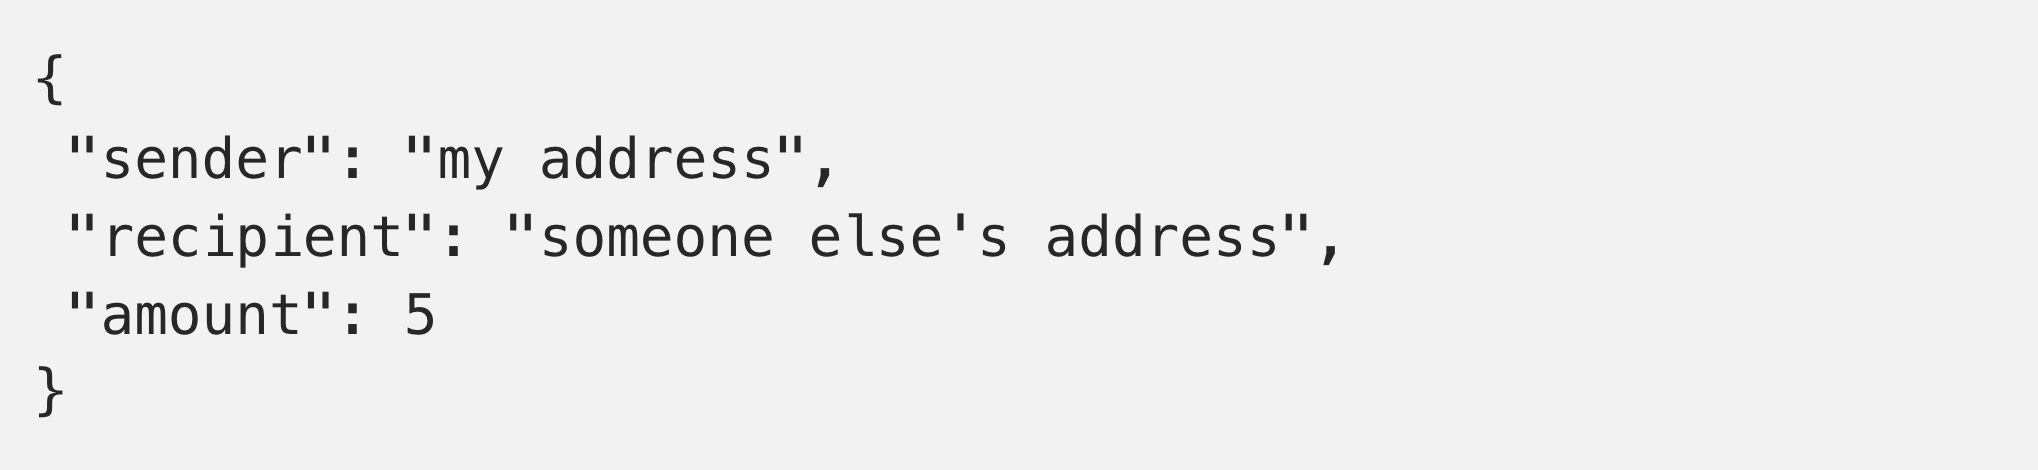 {
 "sender": "my address",
 "recipient": "someone else's address",
 "amount": 5
}